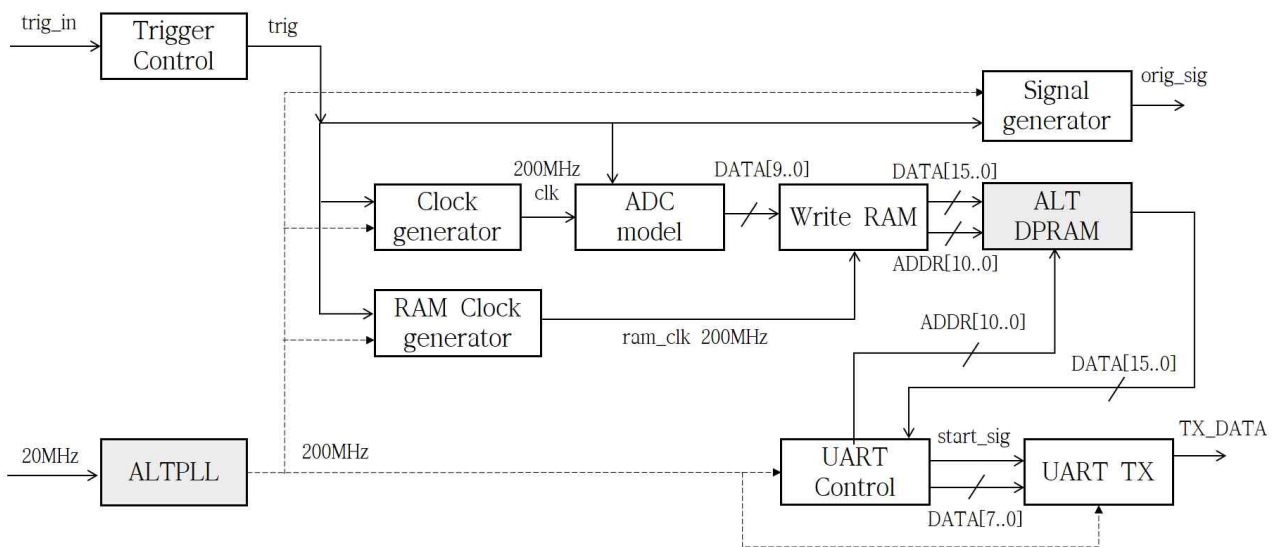 trig_in
Trigger
Control
trig
Signal
generator
orig_sig
Clock
generator
200MHz
clk
ADC
model
DATA[9..0]
Write RAM
DATA[15..0]
ADDR[10..0]
ALT
DPRAM
RAM Clock
generator
ram_clk 200MHz
ADDR[10..0]
DATA[15..0]
20MHz
ALTPLL
200MHz
UART
Control
start_sig
DATA[7..0]
UART TX
TX_DATA